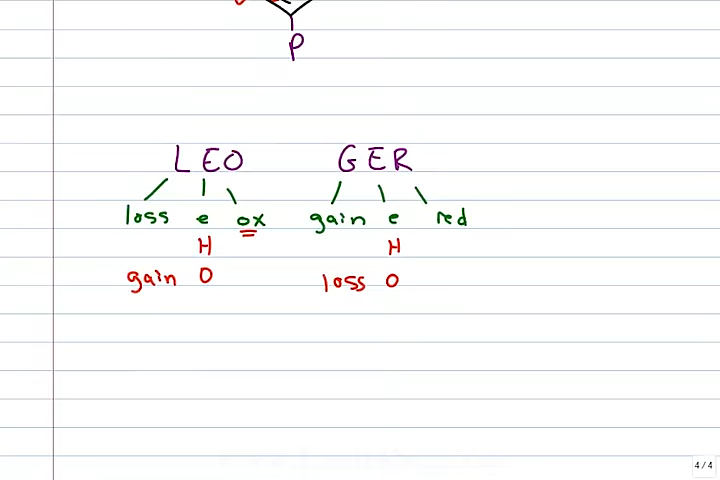 P
LEO GER
loss e ox gain e red
H H
gain O loss O
4/4